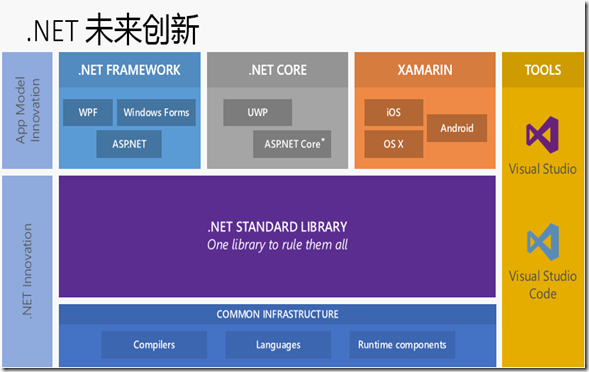 .NET 未来创新
App Model
Innovation
.NET FRAMEWORK
WPF
Windows Forms
ASP.NET
.NET CORE
UWP
ASP.NET Core*
XAMARIN
iOS
Android
OS X
TOOLS
Visual Studio
Visual Studio
Code
.NET Innovation
.NET STANDARD LIBRARY
One library to rule them all
COMMON INFRASTRUCTURE
Compilers
Languages
Runtime components